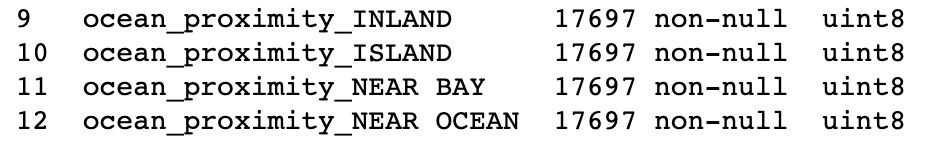 9   ocean_proximity_INLAND      17697 non-null  uint8
10  ocean_proximity_ISLAND      17697 non-null  uint8
11  ocean_proximity_NEAR BAY    17697 non-null  uint8
12  ocean_proximity_NEAR OCEAN  17697 non-null  uint8